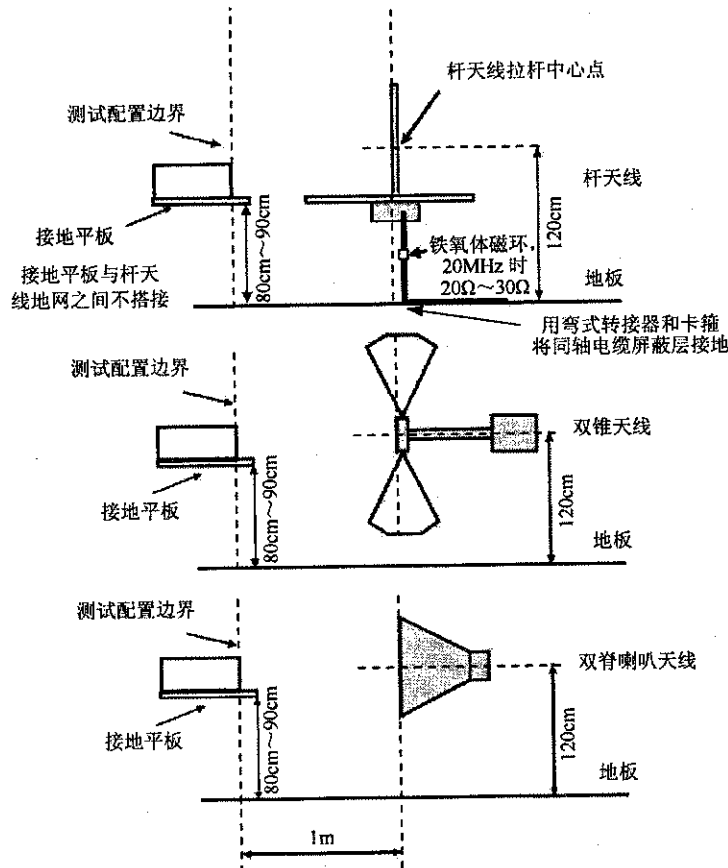 杆天线拉杆中心点
测试配置边界
杆天线
接地平板
80cm～90cm
120cm
铁氧体磁环，
20MHz 时
20Ω～30Ω
接地平板与杆天
线地网之间不搭接
地板
用弯式转接器和卡箍
将同轴电缆屏蔽层接地
测试配置边界
双锥天线
接地平板
80cm～90cm
120cm
地板
测试配置边界
双脊喇叭天线
接地平板
80cm～90cm
120cm
地板
1m